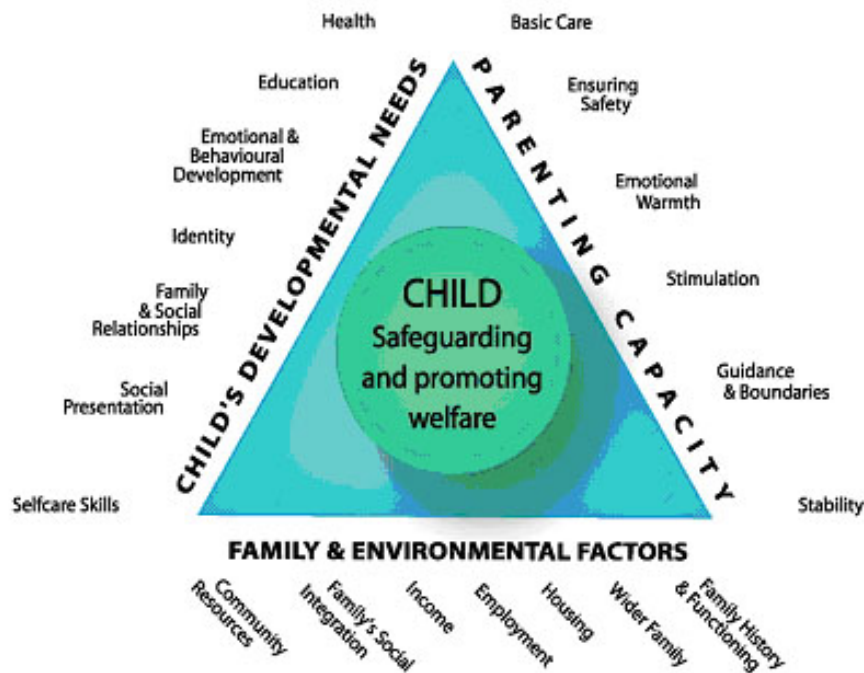 Health
Education
Emotional &
Behavioural
Development
Identity
Family
& Social
Relationships
Social
Presentation
Selfcare Skills
CHILD'S DEVELOPMENTAL NEEDS
Basic Care
Ensuring
Safety
Emotional
Warmth
Stimulation
Guidance
& Boundaries
Stability
PARENTING CAPACITY
CHILD
Safeguarding
and promoting
welfare
FAMILY & ENVIRONMENTAL FACTORS
Community
Resources
Family's Social
Integration
Income
Employment
Housing
Wider Family
Family History
& Functioning